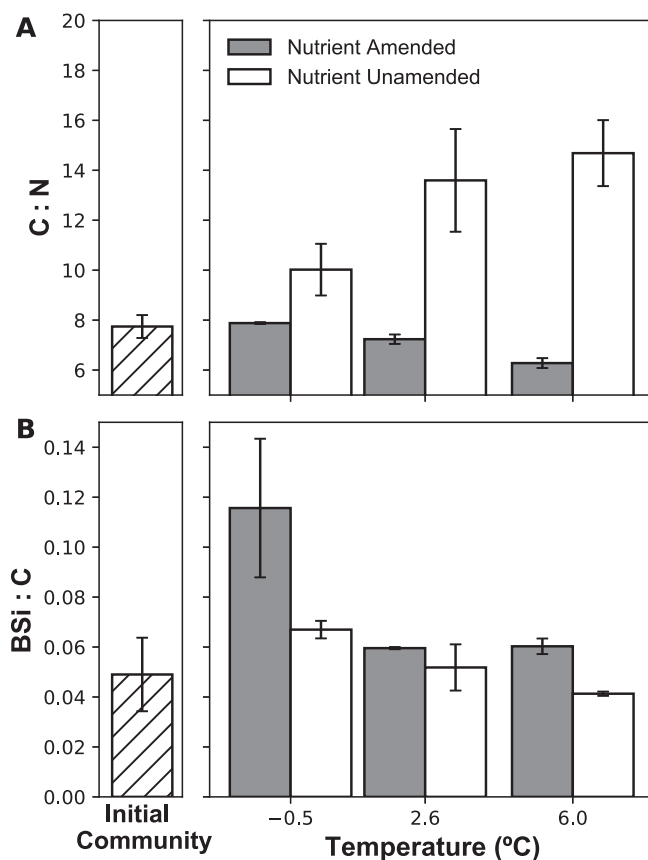 A
20
18
16
14
12
10
8
6
C : N
Nutrient Amended
Nutrient Unamended
B
0.14
0.12
0.10
0.08
0.06
0.04
0.02
0.00
BSi : C
Initial
Community
−0.5
2.6
6.0
Temperature (ºC)